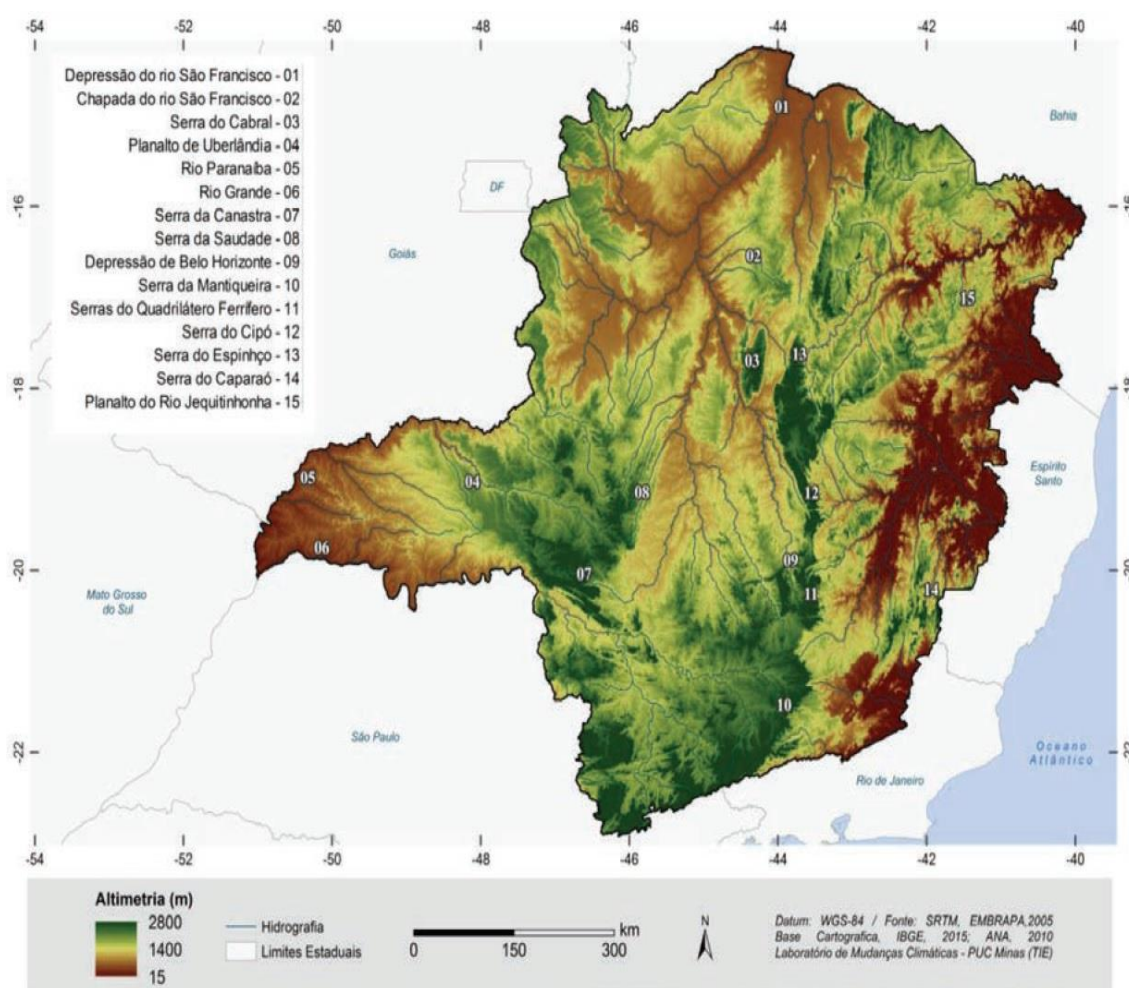 -54
-52
-50
-48
-46
-44
-42
-40
Depressão do rio São Francisco - 01
Chapada do rio São Francisco - 02
Serra do Cabral - 03
Planalto de Uberlândia - 04
Rio Paranaíba - 05
Rio Grande - 06
Serra da Canastra - 07
Serra da Saudade - 08
Depressão de Belo Horizonte - 09
Serra da Mantiqueira - 10
Serras do Quadrilátero Ferrífero - 11
Serra do Cipó - 12
Serra do Espinhço - 13
Serra do Caparaó - 14
Planalto do Rio Jequitinhonha - 15
01
Bahia
-16
DF
-16
Goiás
02
15
03
13
-18
-18
Espírito
Santo
05
04
08
12
06
09
-20
-20
07
Mato Grosso
do Sul
11
14
10
São Paulo
-22
Oceano
Atlântico
-22
Rio de Janeiro
-54
-52
-50
-48
-46
-44
-42
-40
Altimetria (m)
2800
1400
15
Hidrografia
Limites Estaduais
km
0
150
300
N
Datum: WGS-84 / Fonte: SRTM, EMBRAPA,2005
Base Cartografica, IBGE, 2015; ANA, 2010
Laboratório de Mudanças Climáticas - PUC Minas (TIE)